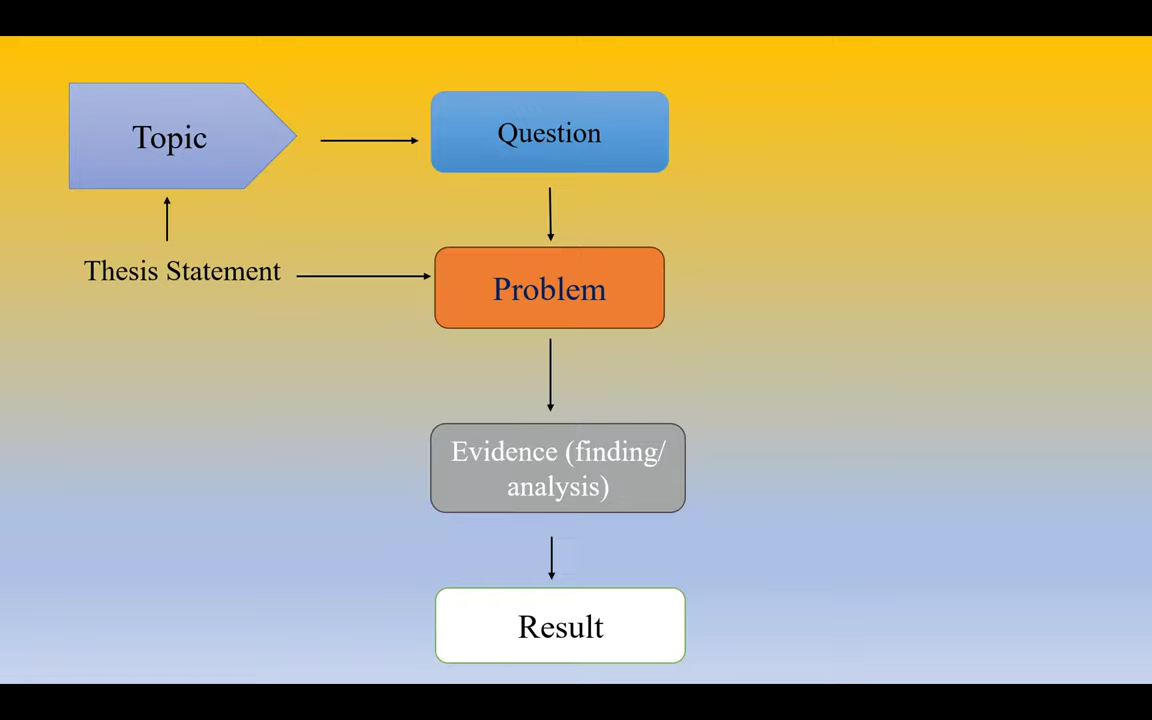 Topic
Question
Thesis Statement
Problem
Evidence (finding/
analysis)
Result